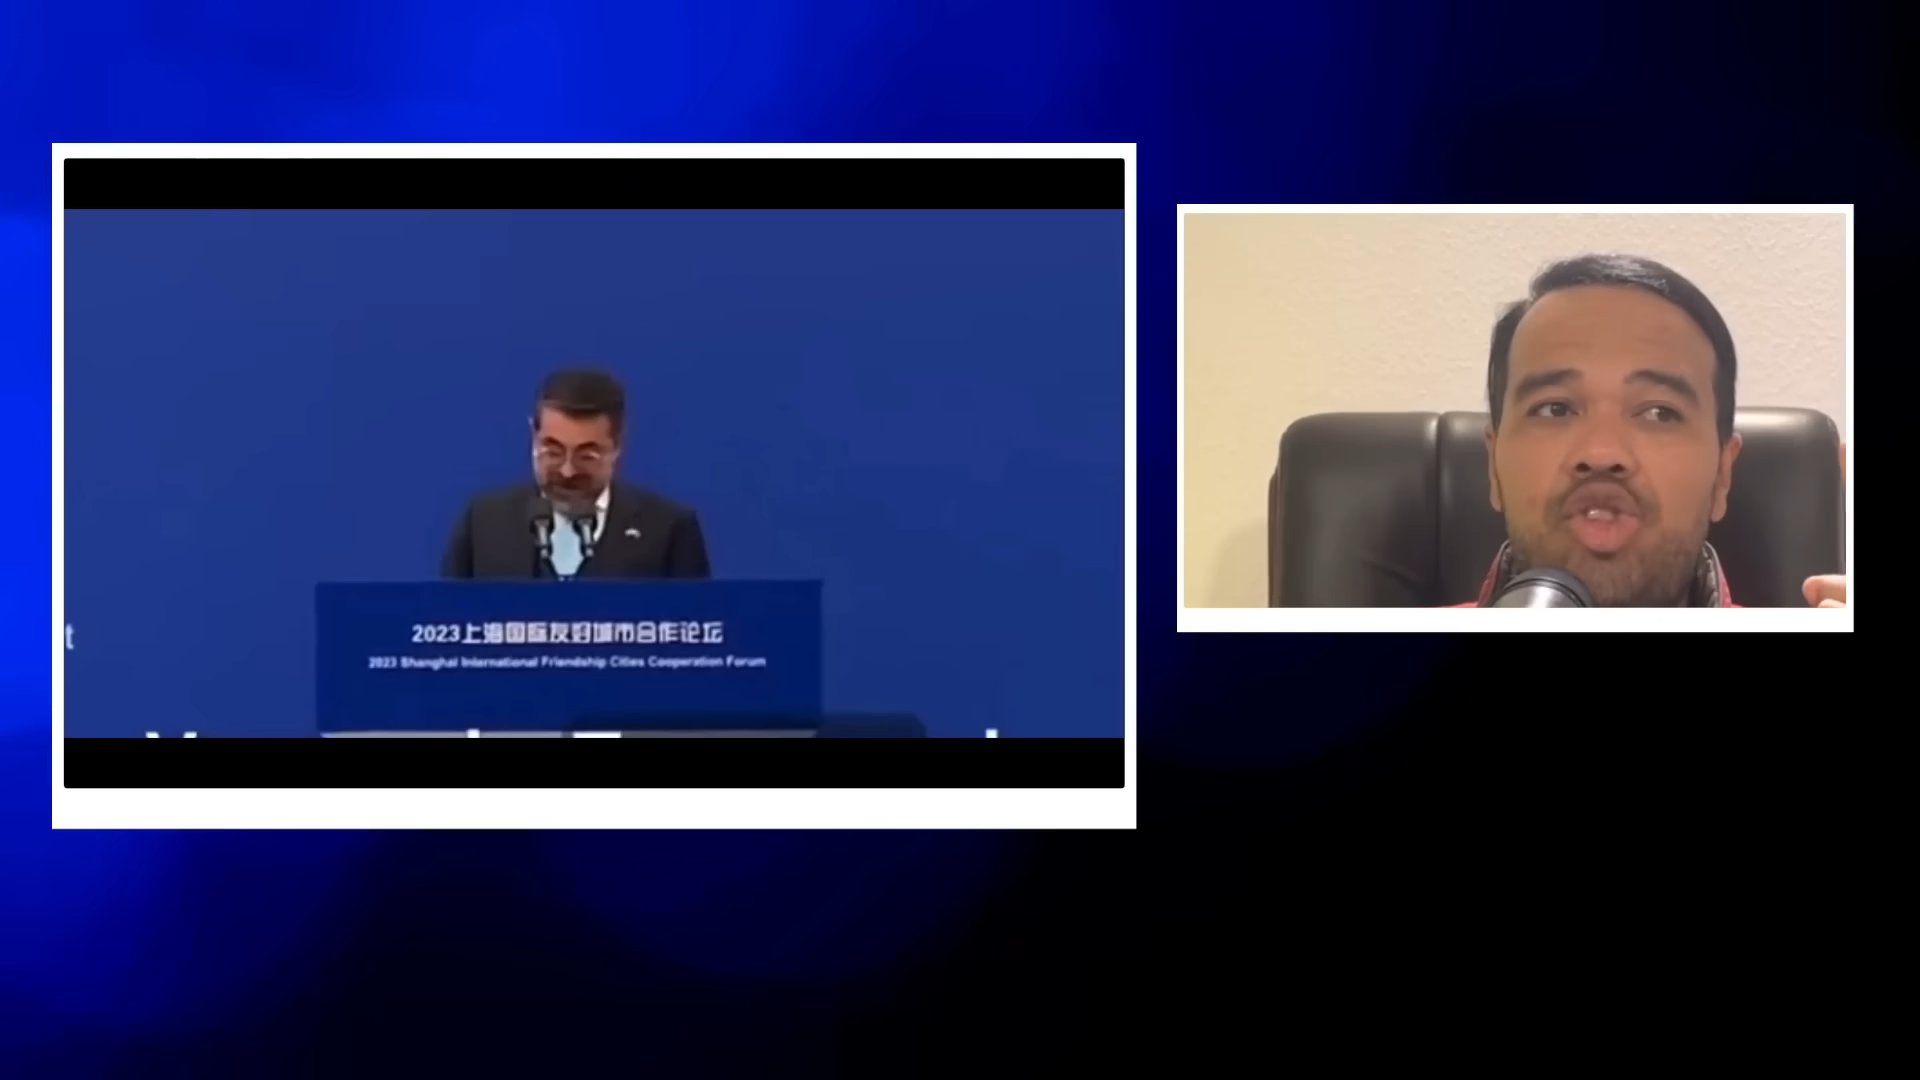 2023上海国际友好城市合作论坛
2023 Shanghai International Friendship Cities Cooperation Forum
t